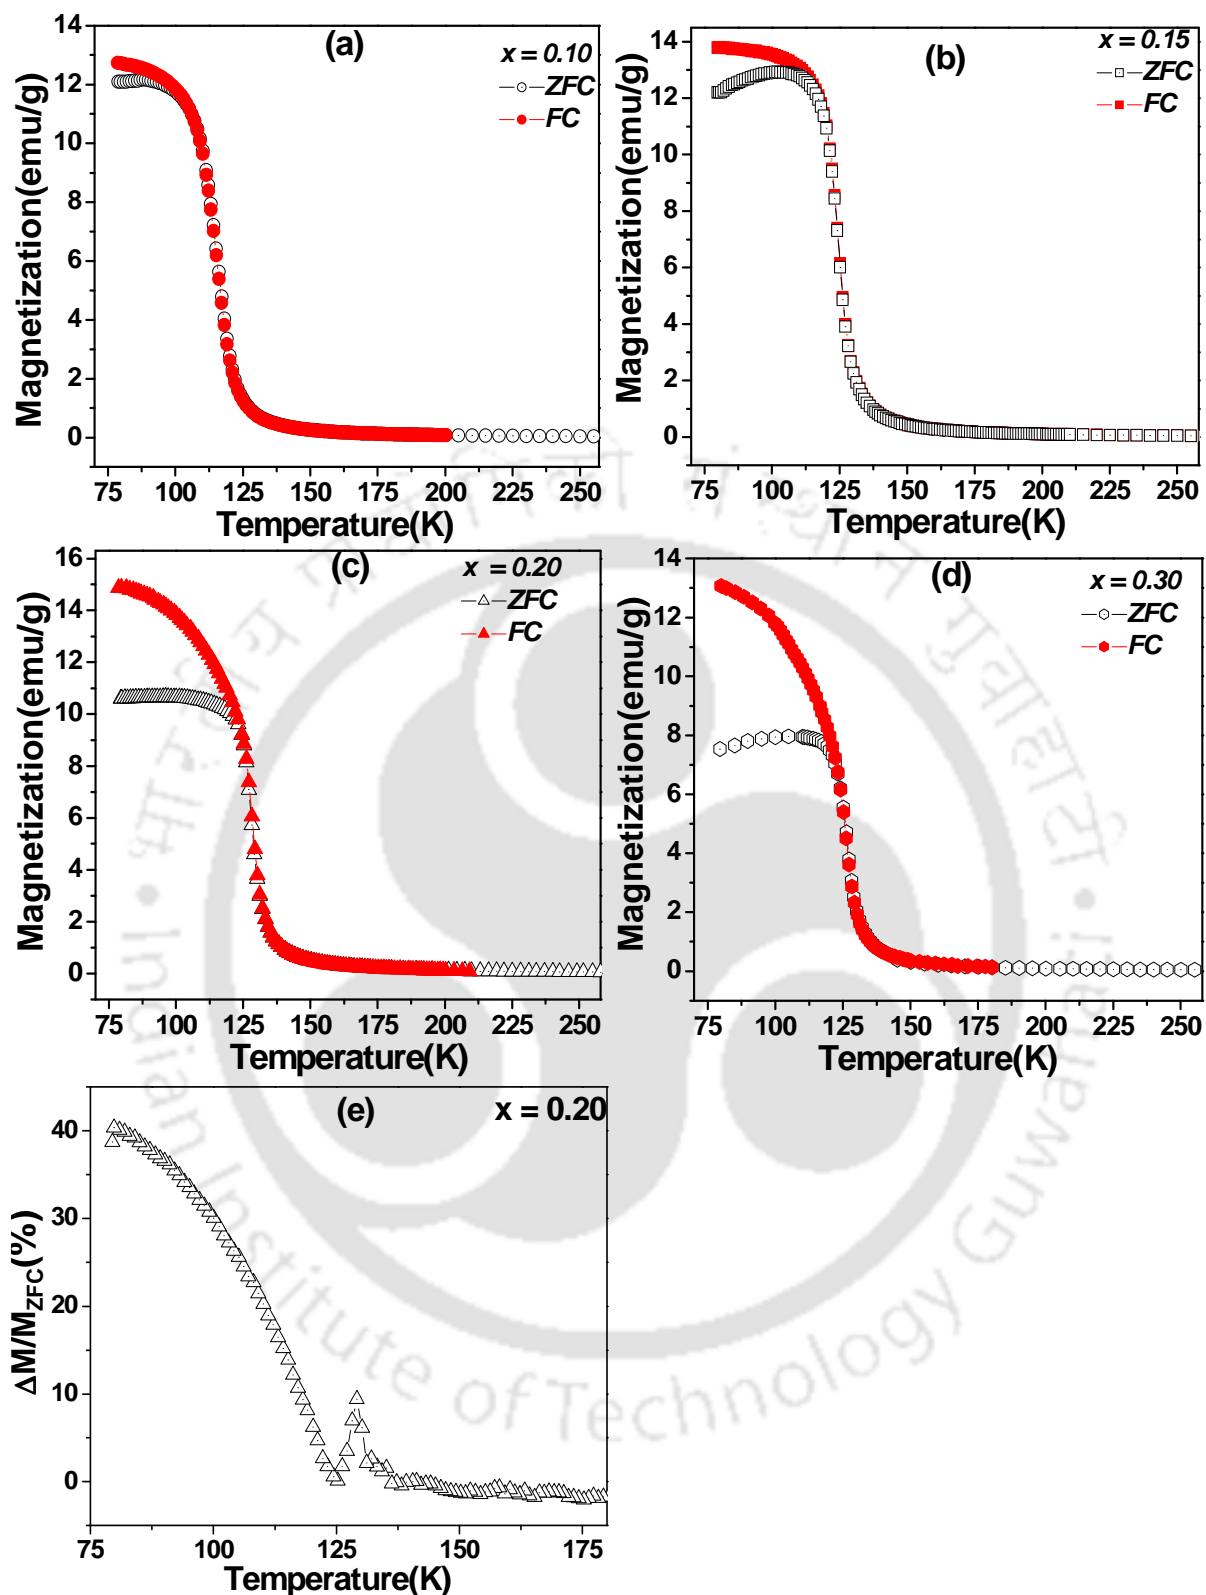 (a)
x = 0.10
ZFC
FC
14
12
10
8
6
4
2
0
Magnetization(emu/g)
75 100 125 150 175 200 225 250
Temperature(K)
(b)
x = 0.15
ZFC
FC
14
12
10
8
6
4
2
0
Magnetization(emu/g)
75 100 125 150 175 200 225 250
Temperature(K)
(c)
x = 0.20
ZFC
FC
16
14
12
10
8
6
4
2
0
Magnetization(emu/g)
75 100 125 150 175 200 225 250
Temperature(K)
(d)
x = 0.30
ZFC
FC
14
12
10
8
6
4
2
0
Magnetization(emu/g)
75 100 125 150 175 200 225 250
Temperature(K)
(e)
x = 0.20
40
30
20
10
0
ΔM/MZFC(%)
75 100 125 150 175
Temperature(K)
Indian Institute of Technology Guwahati